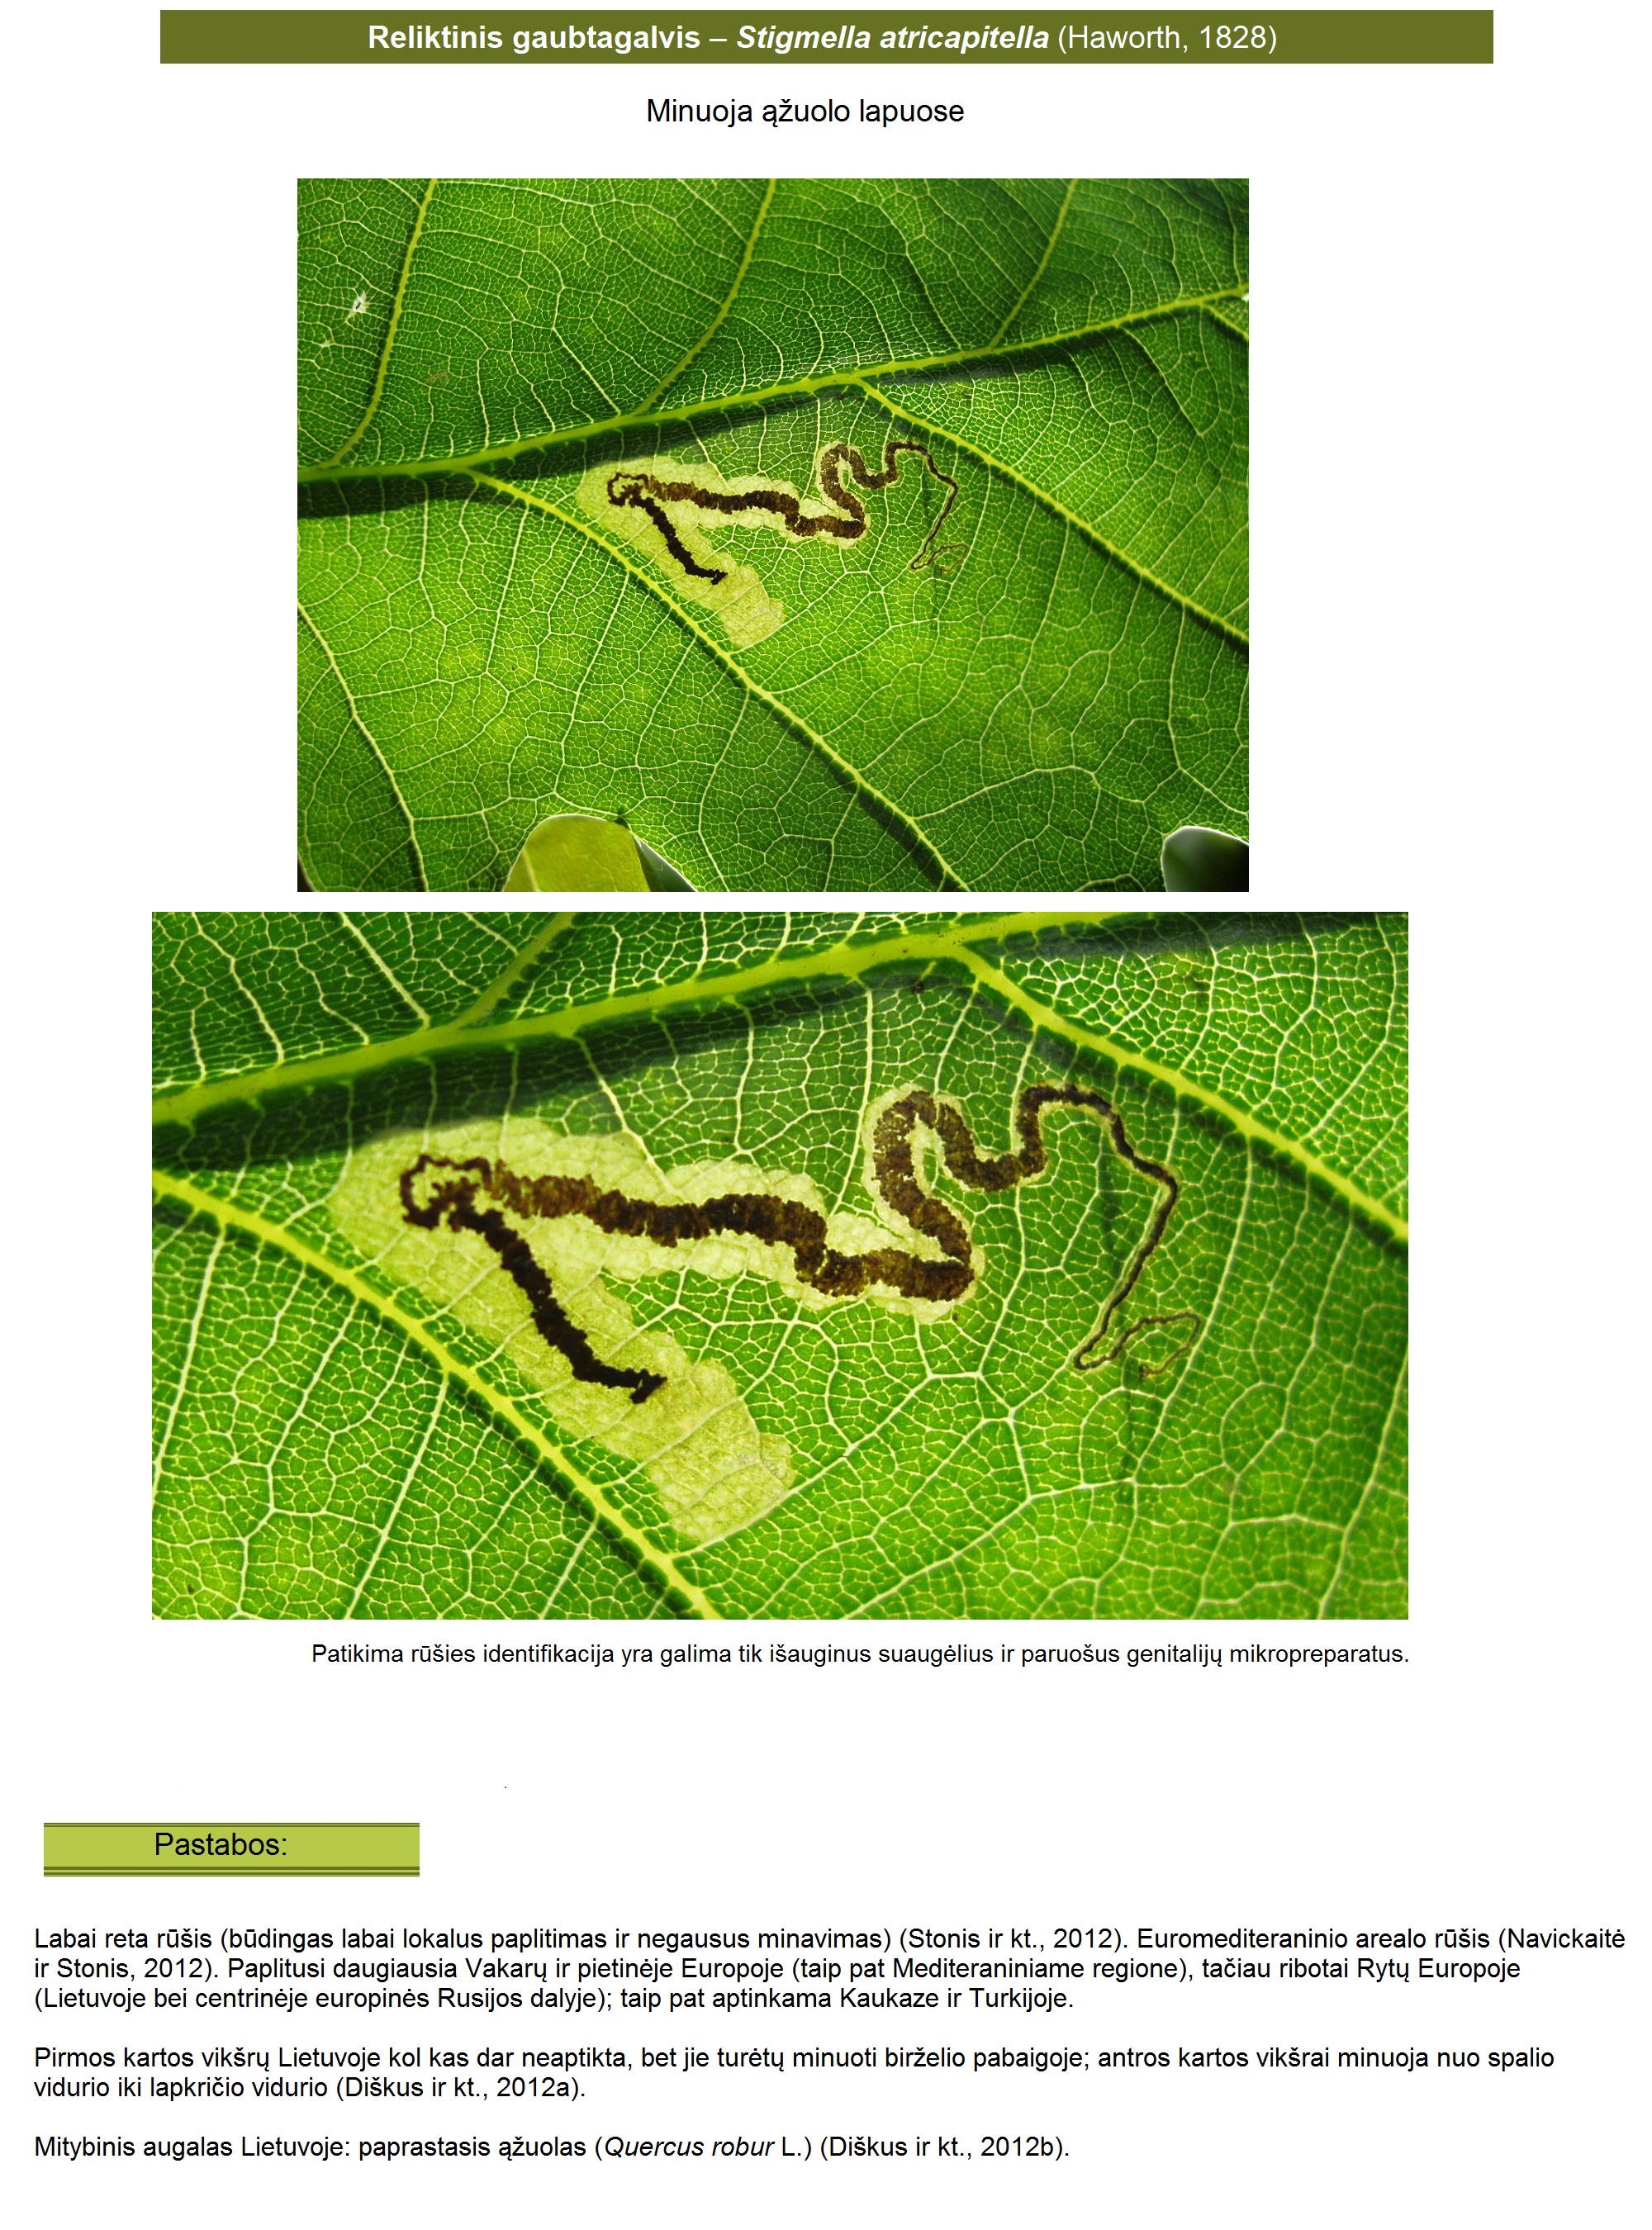 Reliktinis gaubtagalvis – Stigmella atricapitella (Haworth, 1828)
Minuoja ąžuolo lapuose
Patikima rūšies identifikacija yra galima tik išauginus suaugėlius ir paruošus genitalijų mikropreparatus.
Pastabos:
Labai reta rūšis (būdingas labai lokalus paplitimas ir negausus minavimas) (Stonis ir kt., 2012). Euromediteraninio arealo rūšis (Navickaitė
ir Stonis, 2012). Paplitusi daugiausia Vakarų ir pietinėje Europoje (taip pat Mediteraniniame regione), tačiau ribotai Rytų Europoje
(Lietuvoje bei centrinėje europinės Rusijos dalyje); taip pat aptinkama Kaukaze ir Turkijoje.
Pirmos kartos vikšrų Lietuvoje kol kas dar neaptikta, bet jie turėtų minuoti birželio pabaigoje; antros kartos vikšrai minuoja nuo spalio
vidurio iki lapkričio vidurio (Diškus ir kt., 2012a).
Mitybinis augalas Lietuvoje: paprastasis ąžuolas (Quercus robur L.) (Diškus ir kt., 2012b).